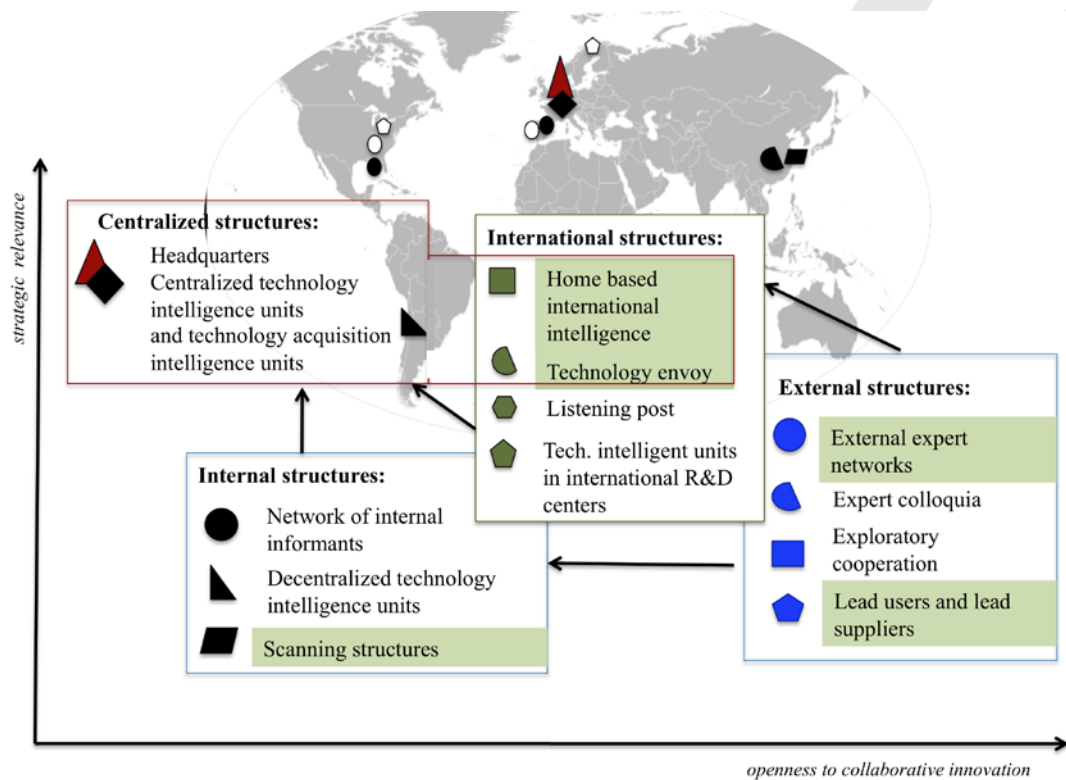 strategic relevance
Centralized structures:
Headquarters
Centralized technology
intelligence units
and technology acquisition
intelligence units
International structures:
Home based
international
intelligence
Technology envoy
Listening post
Tech. intelligent units
in international R&D
centers
Internal structures:
Network of internal
informants
Decentralized technology
intelligence units
Scanning structures
External structures:
External expert
networks
Expert colloquia
Exploratory
cooperation
Lead users and lead
suppliers
openness to collaborative innovation